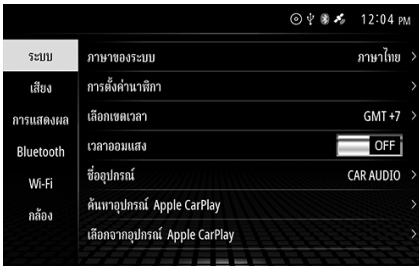 12:04 PM
ระบบ
เสียง
การแสดงผล
Bluetooth
Wi-Fi
กล้อง
ภาษาของระบบ ภาษาไทย >
การตั้งค่านาฬิกา >
เลือกเขตเวลา GMT +7 >
เวลาออมแสง OFF
ชื่ออุปกรณ์ CAR AUDIO >
ค้นหาอุปกรณ์ Apple CarPlay >
เลือกจากอุปกรณ์ Apple CarPlay >